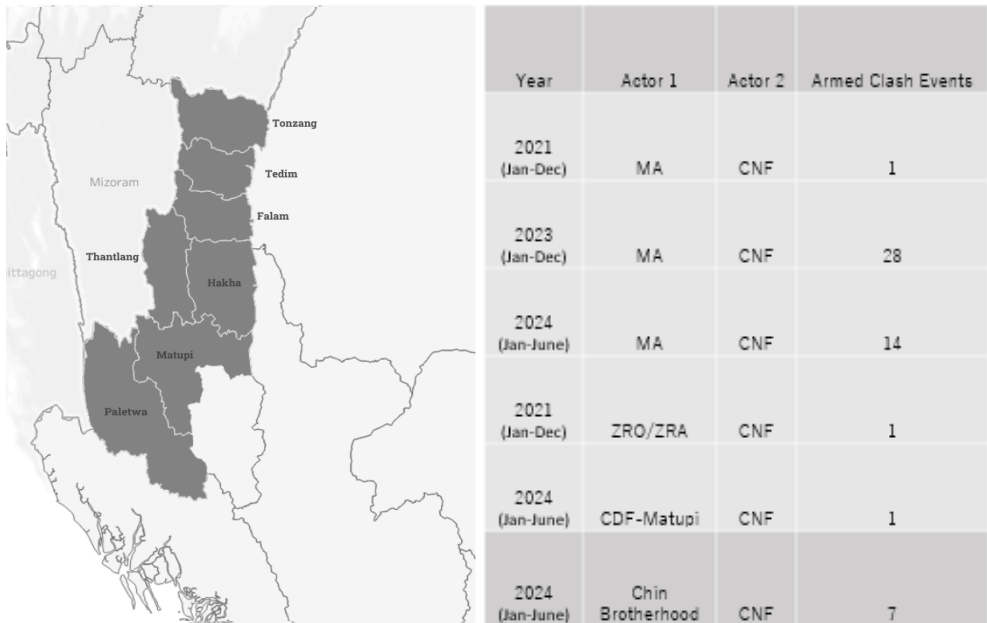 Tonzang
Tedim
Mizoram
Falam
Thantlang
ittagong
Hakha
Matupi
Paletwa
Year Actor 1 Actor 2 Armed Clash Events
2021
(Jan-Dec) MA CNF 1
2023
(Jan-Dec) MA CNF 28
2024
(Jan-June) MA CNF 14
2021
(Jan-Dec) ZRO/ZRA CNF 1
2024
(Jan-June) CDF-Matupi CNF 1
2024 Chin
(Jan-June) Brotherhood CNF 7